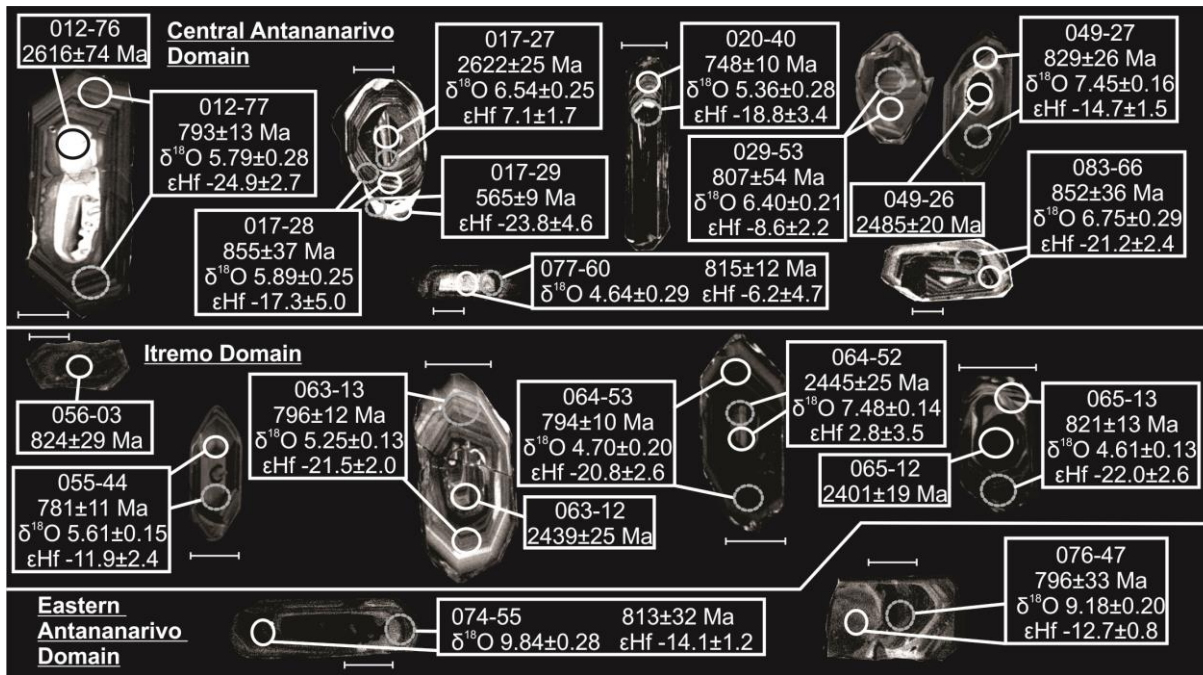 Central Antananarivo
Domain
012-76
2616±74 Ma
012-77
793±13 Ma
δ¹⁸O 5.79±0.28
εHf -24.9±2.7
017-27
2622±25 Ma
δ¹⁸O 6.54±0.25
εHf 7.1±1.7
017-29
565±9 Ma
εHf -23.8±4.6
017-28
855±37 Ma
δ¹⁸O 5.89±0.25
εHf -17.3±5.0
020-40
748±10 Ma
δ¹⁸O 5.36±0.28
εHf -18.8±3.4
029-53
807±54 Ma
δ¹⁸O 6.40±0.21
εHf -8.6±2.2
049-27
829±26 Ma
δ¹⁸O 7.45±0.16
εHf -14.7±1.5
049-26
2485±20 Ma
083-66
852±36 Ma
δ¹⁸O 6.75±0.29
εHf -21.2±2.4
077-60 815±12 Ma
δ¹⁸O 4.64±0.29 εHf -6.2±4.7
Itremo Domain
056-03
824±29 Ma
055-44
781±11 Ma
δ¹⁸O 5.61±0.15
εHf -11.9±2.4
063-13
796±12 Ma
δ¹⁸O 5.25±0.13
εHf -21.5±2.0
063-12
2439±25 Ma
064-53
794±10 Ma
δ¹⁸O 4.70±0.20
εHf -20.8±2.6
064-52
2445±25 Ma
δ¹⁸O 7.48±0.14
εHf 2.8±3.5
065-12
2401±19 Ma
065-13
821±13 Ma
δ¹⁸O 4.61±0.13
εHf -22.0±2.6
Eastern
Antananarivo
Domain
074-55 813±32 Ma
δ¹⁸O 9.84±0.28 εHf -14.1±1.2
076-47
796±33 Ma
δ¹⁸O 9.18±0.20
εHf -12.7±0.8